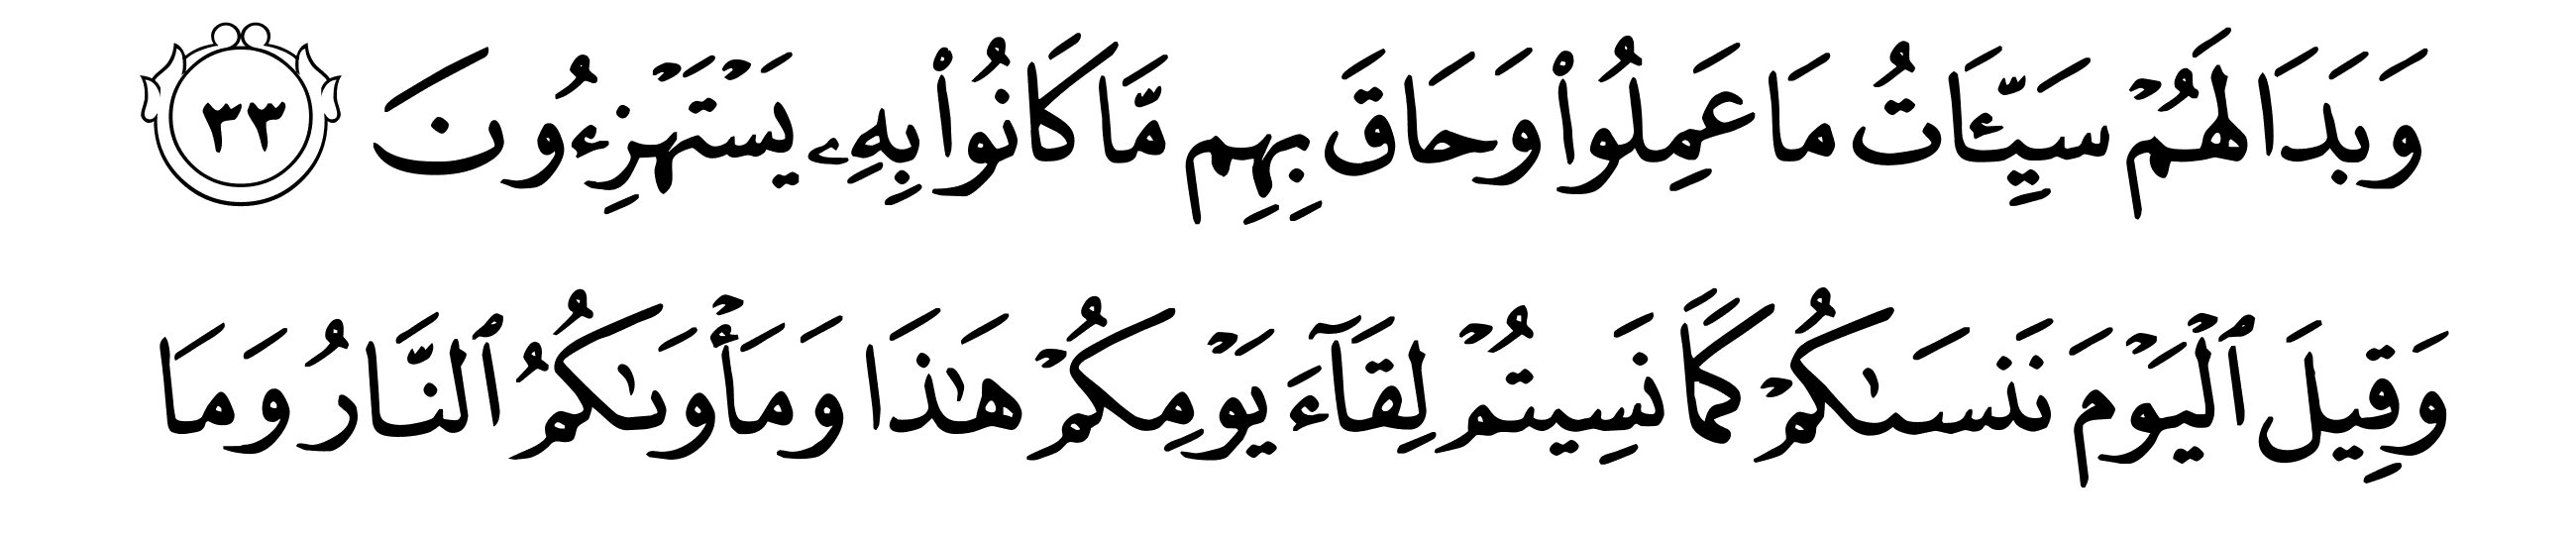 وَبَدَا لَهُمْ سَيِّـَٔاتُ مَا عَمِلُوا۟ وَحَاقَ بِهِم مَّا كَانُوا۟ بِهِۦ يَسْتَهْزِءُونَ ٣٣
وَقِيلَ ٱلْيَوْمَ نَنسَىٰكُمْ كَمَا نَسِيتُمْ لِقَآءَ يَوْمِكُمْ هَـٰذَا وَمَأْوَىٰكُمُ ٱلنَّارُ وَمَا